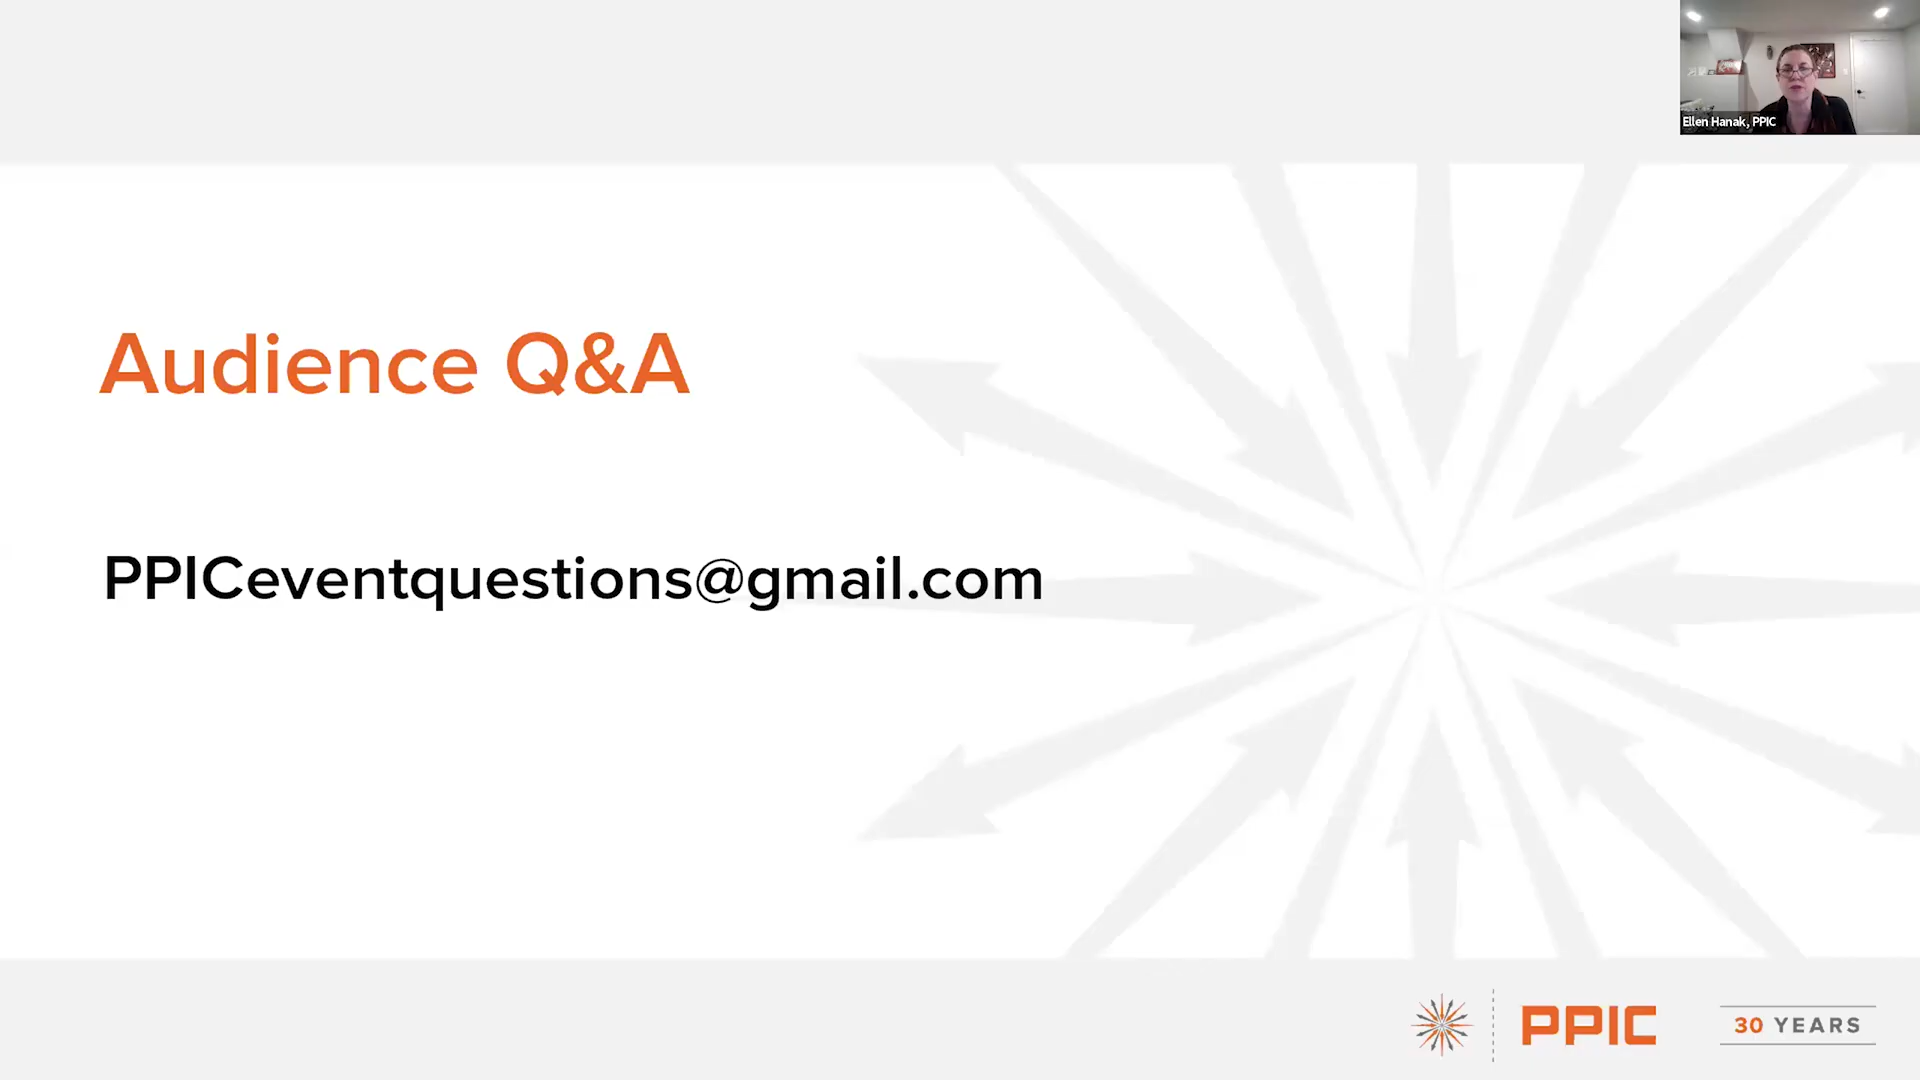 Ellen Hanak, PPIC
Audience Q&A
PPICeventquestions@gmail.com
PPIC
30 YEARS